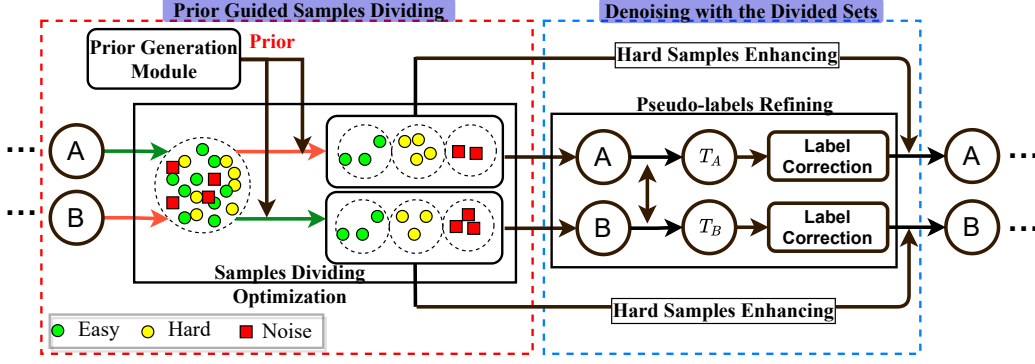 Prior Guided Samples Dividing
Denoising with the Divided Sets
Prior Generation
Module
Prior
Hard Samples Enhancing
Pseudo-labels Refining
... A
A
T_A
Label
Correction
A ...
... B
B
T_B
Label
Correction
B ...
Samples Dividing
Optimization
Hard Samples Enhancing
Easy
Hard
Noise